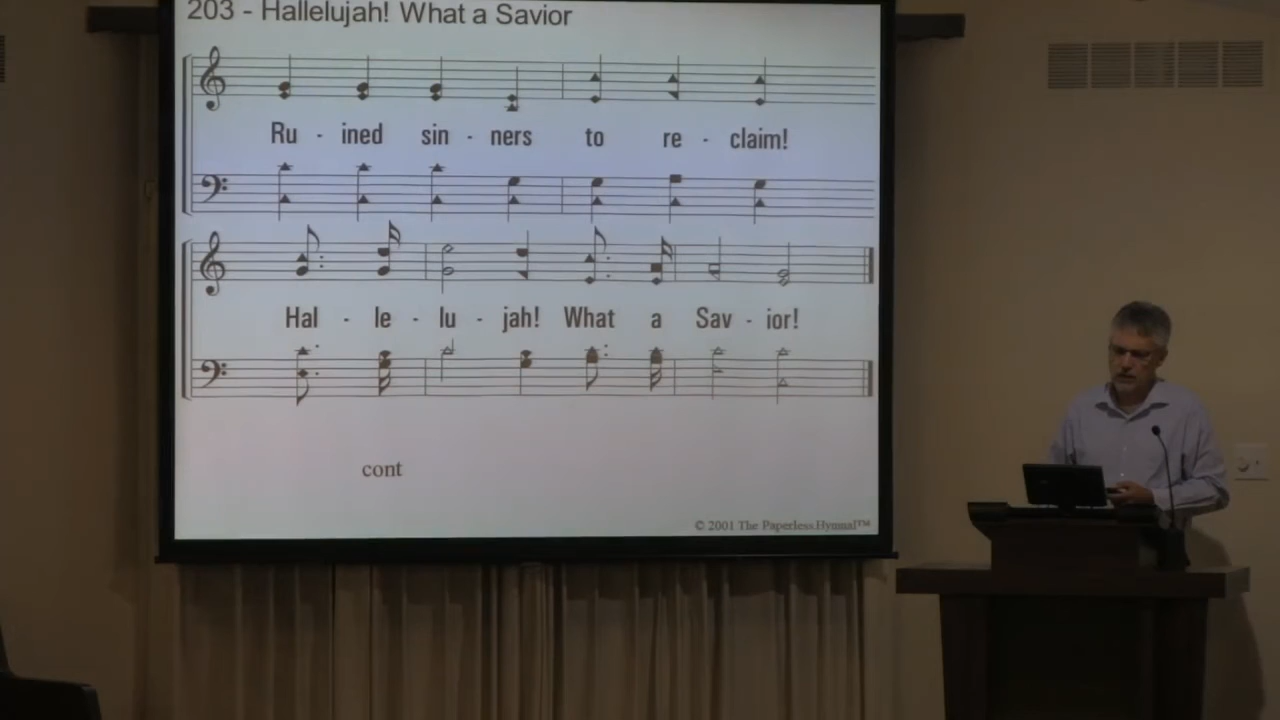 203 - Hallelujah! What a Savior
Ru - ined sin - ners to re - claim!
Hal - le - lu - jah! What a Sav - ior!
cont
© 2001 The Paperless Hymnal™